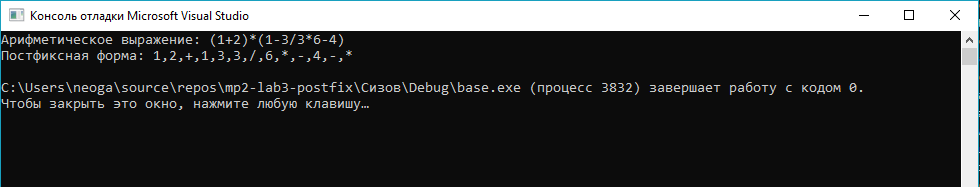 Консоль отладки Microsoft Visual Studio
Арифметическое выражение: (1+2)*(1-3/3*6-4)
Постфиксная форма: 1,2,+,1,3,3,/,6,*,-,4,-,*
C:\Users\neoga\source\repos\mp2-lab3-postfix\Сизов\Debug\base.exe (процесс 3832) завершает работу с кодом 0.
Чтобы закрыть это окно, нажмите любую клавишу…